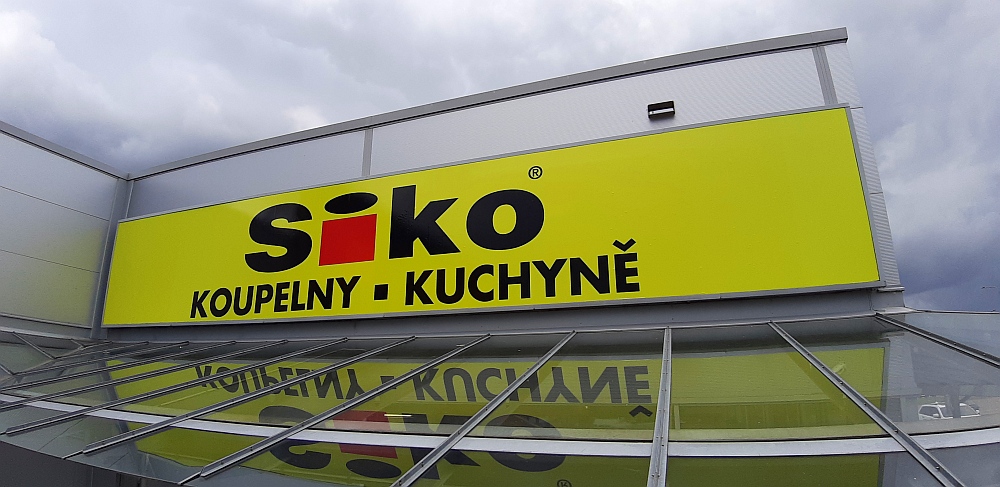 siko®
KOUPELNY ▪ KUCHYNĚ